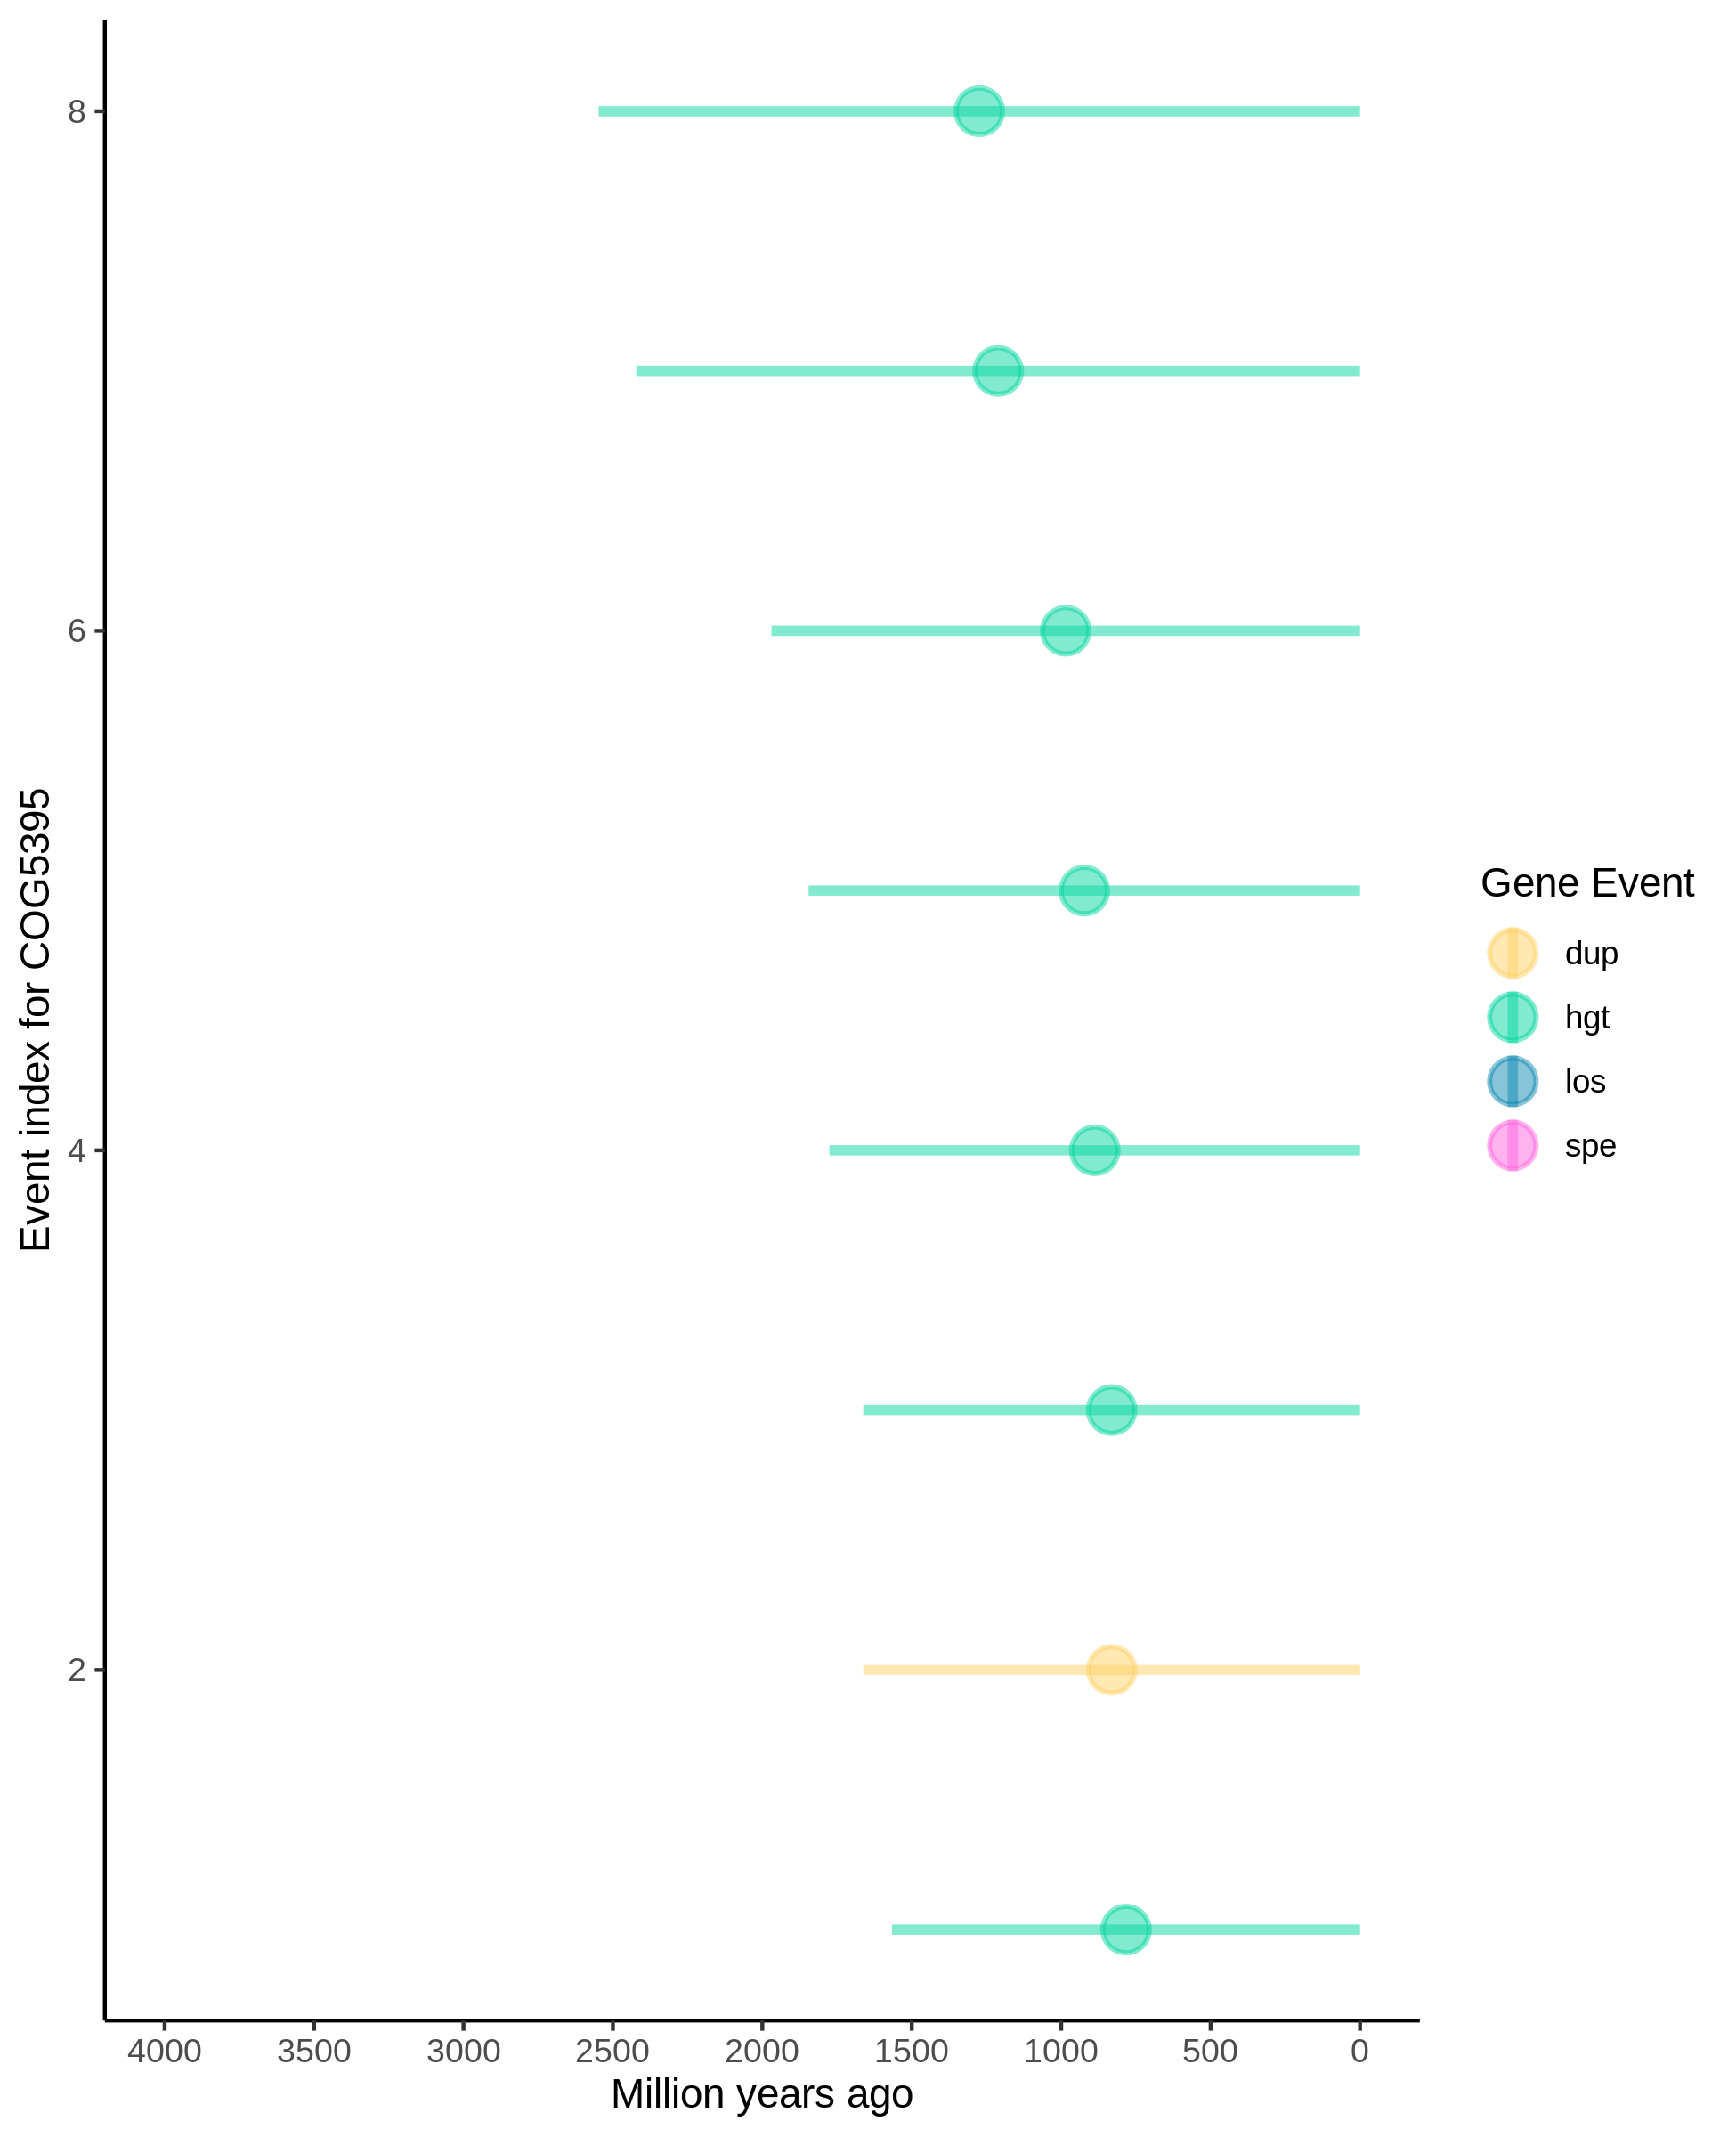 8
6
4
2
Event index for COG5395
4000 3500 3000 2500 2000 1500 1000 500 0
Million years ago
Gene Event
dup
hgt
los
spe